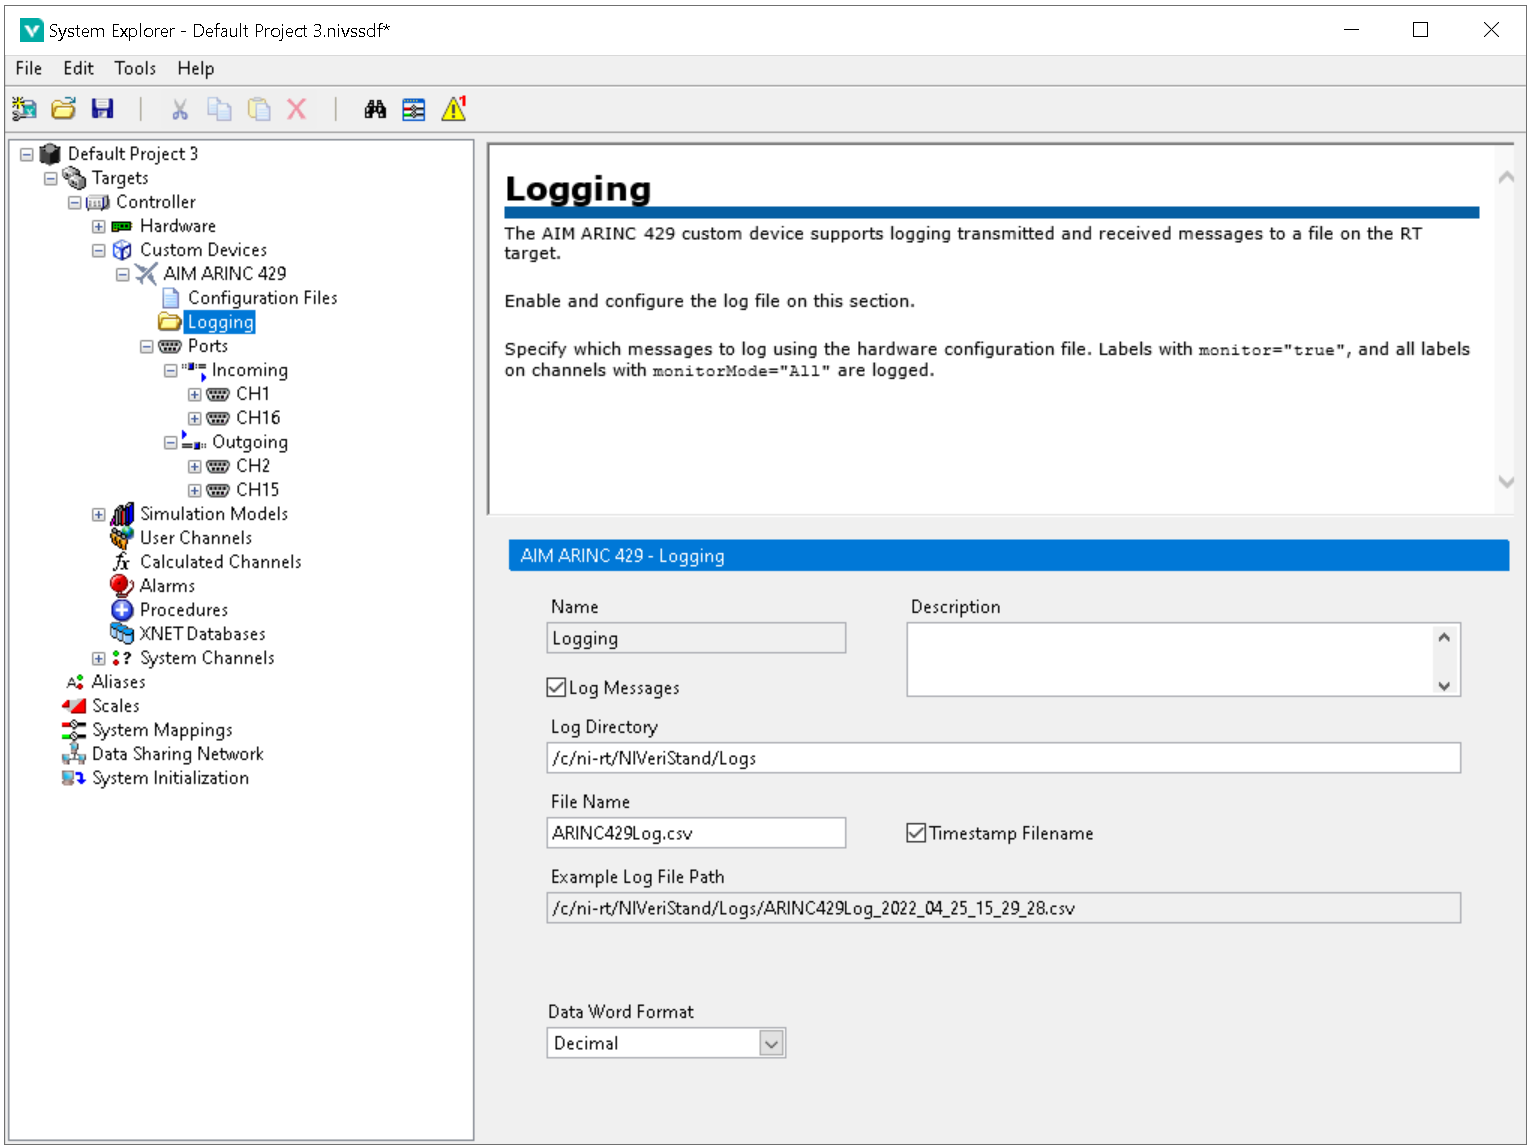 System Explorer - Default Project 3.nivssdf*
File Edit Tools Help
1
Default Project 3
Targets
Controller
Hardware
Custom Devices
AIM ARINC 429
Configuration Files
Logging
Ports
Incoming
CH1
CH16
Outgoing
CH2
CH15
Simulation Models
User Channels
fx Calculated Channels
Alarms
Procedures
XNET Databases
System Channels
Aliases
Scales
System Mappings
Data Sharing Network
System Initialization
Logging
The AIM ARINC 429 custom device supports logging transmitted and received messages to a file on the RT
target.
Enable and configure the log file on this section.
Specify which messages to log using the hardware configuration file. Labels with monitor="true", and all labels
on channels with monitorMode="All" are logged.
AIM ARINC 429 - Logging
Name
Description
Logging
Log Messages
Log Directory
/c/ni-rt/NIVeriStand/Logs
File Name
ARINC429Log.csv
Timestamp Filename
Example Log File Path
/c/ni-rt/NIVeriStand/Logs/ARINC429Log_2022_04_25_15_29_28.csv
Data Word Format
Decimal